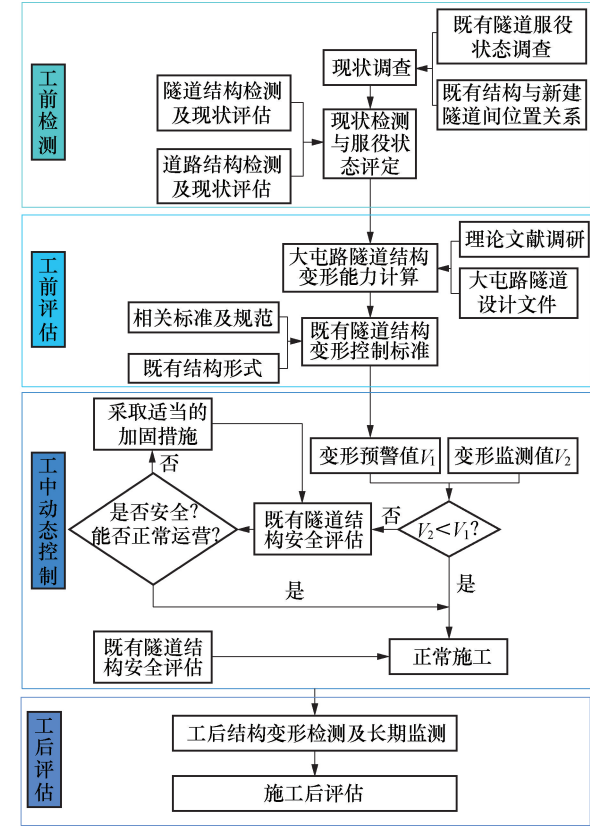 工
前
检
测
既有隧道服役
状态调查
现状调查
既有结构与新建
隧道间位置关系
隧道结构检测
及现状评估
现状检测
与服役状
态评定
道路结构检测
及现状评估
工
前
评
估
大屯路隧道结构
变形能力计算
理论文献调研
大屯路隧道
设计文件
相关标准及规范
既有隧道结构
变形控制标准
既有结构形式
工
中
动
态
控
制
采取适当的
加固措施
否
变形预警值V1
变形监测值V2
是否安全?
能否正常运营?
既有隧道结
构安全评估
否
V2<V1?
是
是
既有隧道结
构安全评估
正常施工
工
后
评
估
工后结构变形检测及长期监测
施工后评估